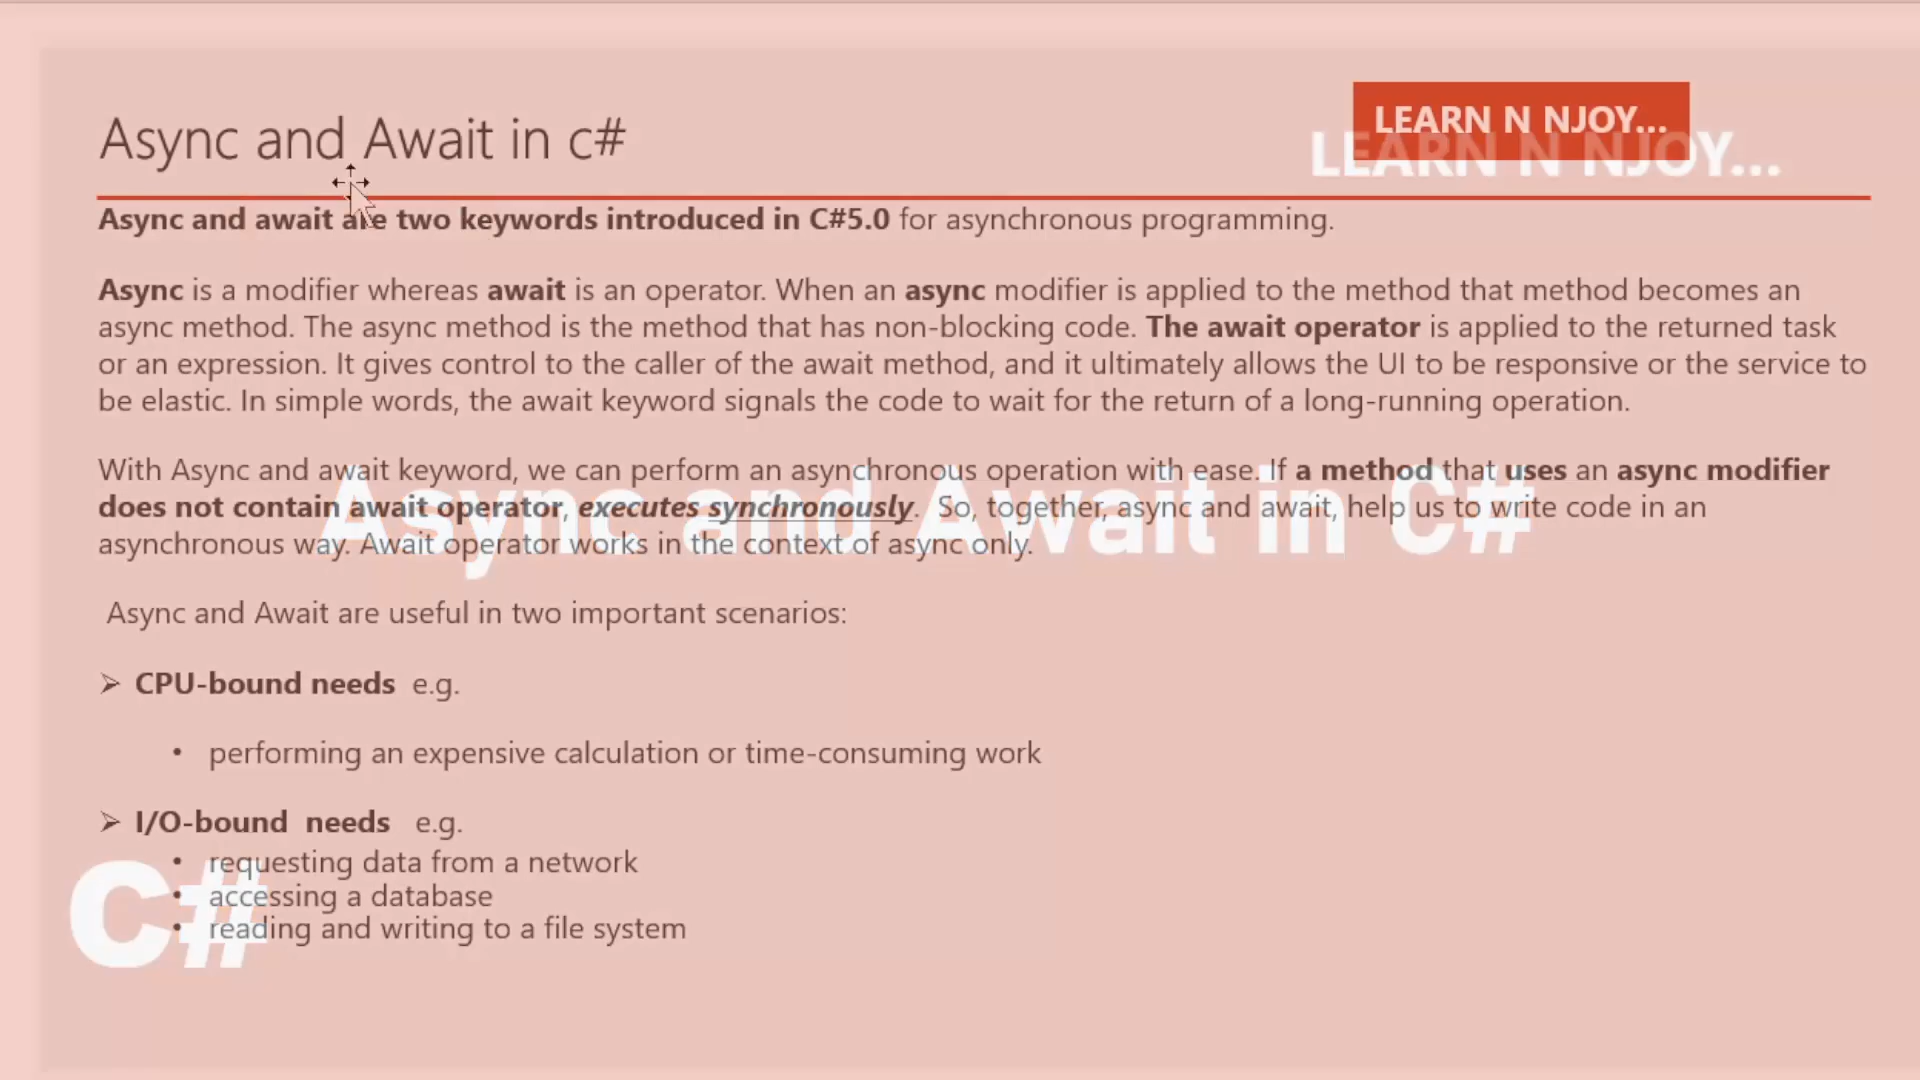 LEARN N NJOY...
LEARN N NJOY...
Async and Await in c#
Async and await are two keywords introduced in C#5.0 for asynchronous programming.
Async is a modifier whereas await is an operator. When an async modifier is applied to the method that method becomes an
async method. The async method is the method that has non-blocking code. The await operator is applied to the returned task
or an expression. It gives control to the caller of the await method, and it ultimately allows the UI to be responsive or the service to
be elastic. In simple words, the await keyword signals the code to wait for the return of a long-running operation.
With Async and await keyword, we can perform an asynchronous operation with ease. If a method that uses an async modifier
does not contain await operator, executes synchronously. So, together, async and await, help us to write code in an
asynchronous way. Await operator works in the context of async only.
Async and Await in C#
Async and Await are useful in two important scenarios:
➢ CPU-bound needs e.g.
• performing an expensive calculation or time-consuming work
➢ I/O-bound needs e.g.
• requesting data from a network
• accessing a database
• reading and writing to a file system
C#